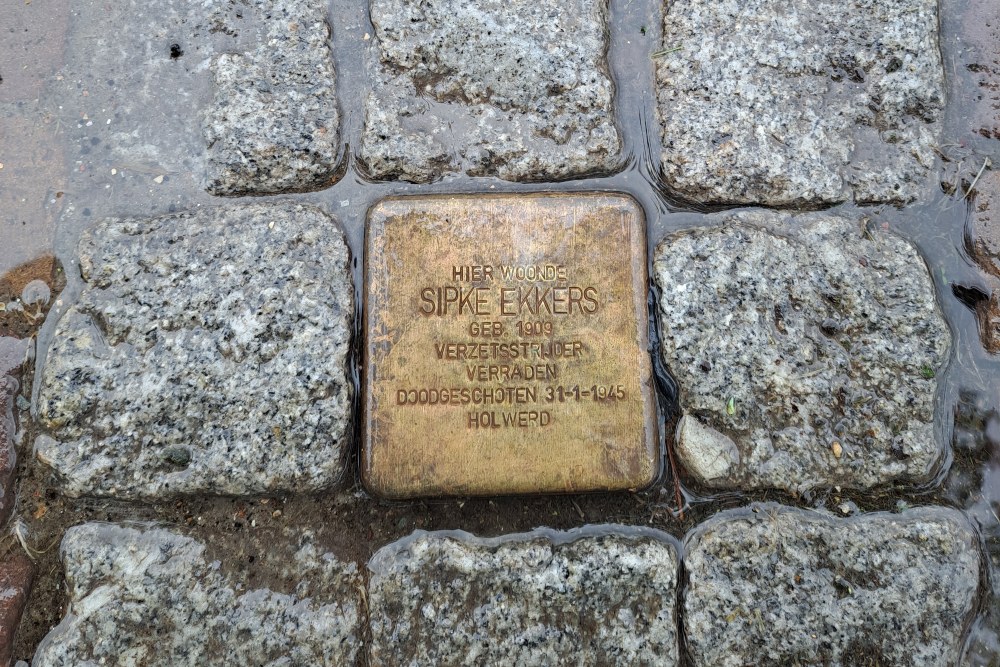 HIER WOONDE
SIPKE EKKERS
GEB. 1909
VERZETSSTRIJDER
VERRADEN
DOODGESCHOTEN 31-1-1945
HOLWERD